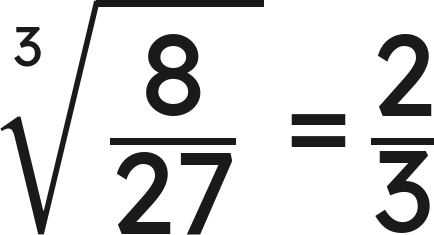 ∛(8/27) = 2/3